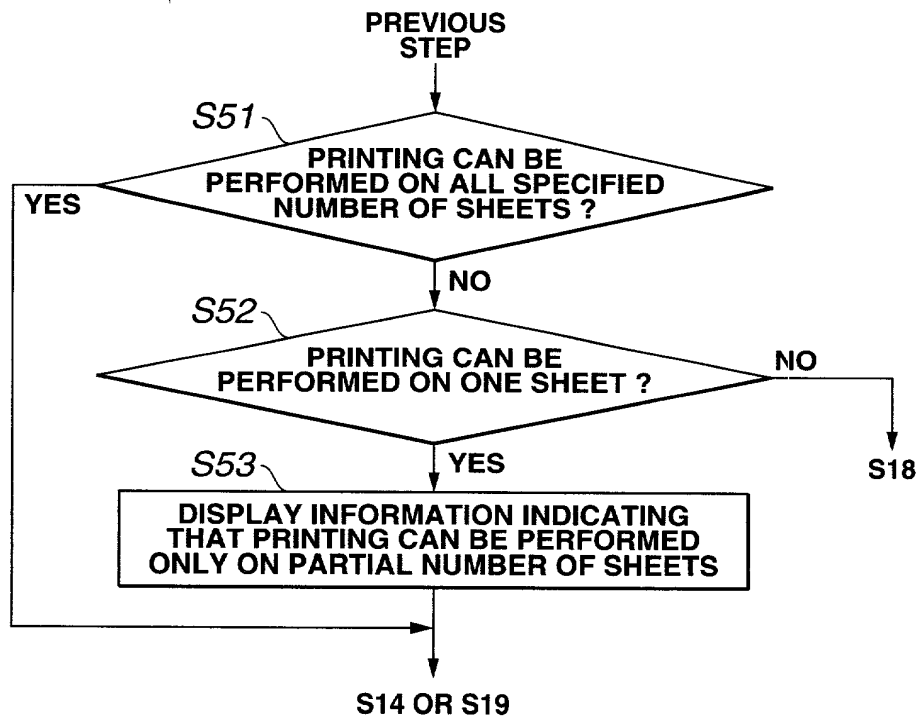 PREVIOUS
STEP
S51
PRINTING CAN BE
PERFORMED ON ALL SPECIFIED
NUMBER OF SHEETS ?
YES
NO
S52
PRINTING CAN BE
PERFORMED ON ONE SHEET ?
NO
YES
S18
S53
DISPLAY INFORMATION INDICATING
THAT PRINTING CAN BE PERFORMED
ONLY ON PARTIAL NUMBER OF SHEETS
S14 OR S19